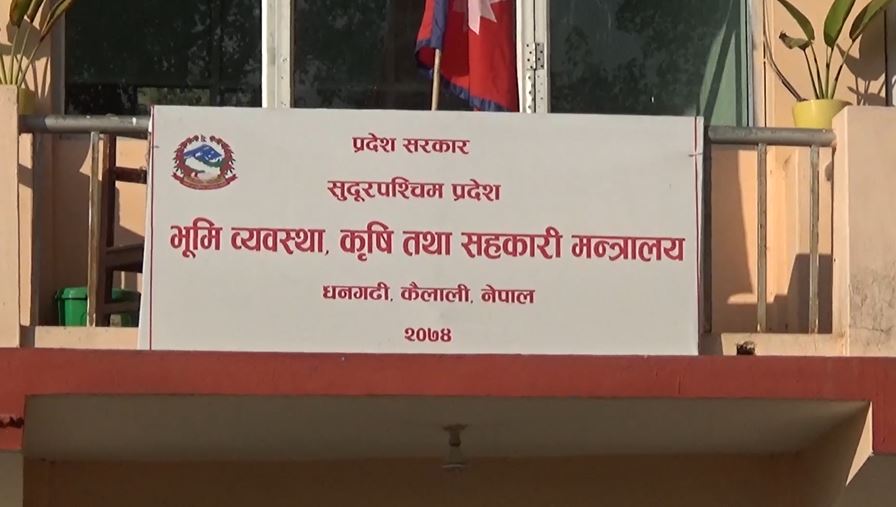 प्रदेश सरकार
सुदूरपश्चिम प्रदेश
भूमि व्यवस्था, कृषि तथा सहकारी मन्त्रालय
धनगढी, कैलाली, नेपाल
२०७४